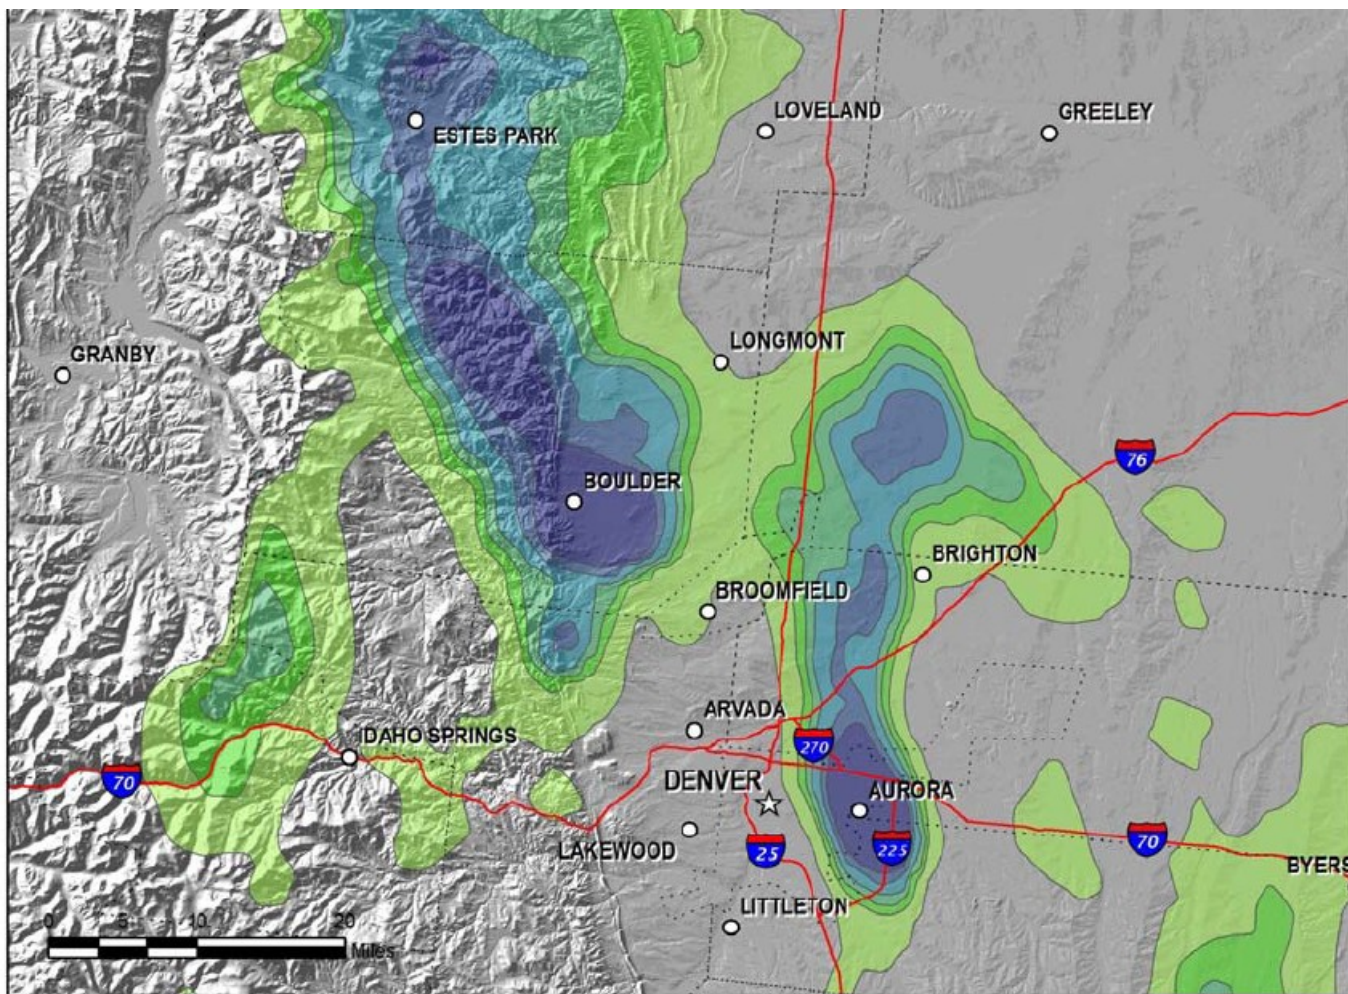 LOVELAND
GREELEY
ESTES PARK
LONGMONT
GRANBY
76
BOULDER
BRIGHTON
BROOMFIELD
ARVADA
IDAHO SPRINGS
270
70
DENVER
AURORA
LAKEWOOD
25
225
70
BYERS
LITTLETON
0 5 10 20
Miles